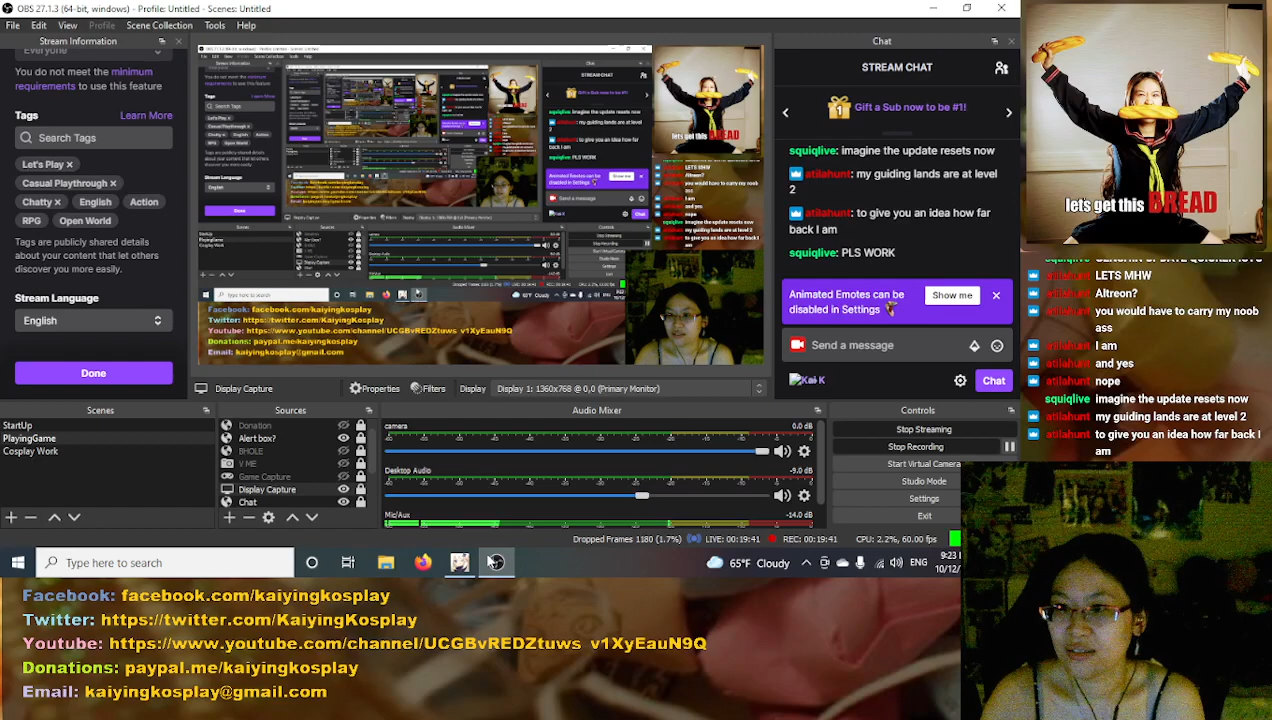 OBS 27.1.3 (64-bit, windows) - Profile: Untitled - Scenes: Untitled
File Edit View Profile Scene Collection Tools Help
Stream Information
Everyone
You do not meet the minimum
requirements to use this feature
Tags Learn More
Search Tags
Let's Play ×
Casual Playthrough ×
Chatty × English Action
RPG Open World
Tags are publicly shared details
about your content that let others
discover you more easily.
Stream Language
English
Done
Display Capture Properties Filters Display Display 1: 1360x768 @ 0,0 (Primary Monitor)
Chat
STREAM CHAT
Gift a Sub now to be #1!
squiqlive: imagine the update resets now
atilahunt: my guiding lands are at level
2
atilahunt: to give you an idea how far
back I am
squiqlive: PLS WORK
Animated Emotes can be
disabled in Settings
Show me
Send a message
Kai K
Chat
lets get this BREAD
LETS MHW
Altreon?
you would have to carry my noob
ass
atilahunt I am
atilahunt and yes
atilahunt nope
squiqlive imagine the update resets now
atilahunt my guiding lands are at level 2
atilahunt to give you an idea how far back I
am
Scenes
StartUp
PlayingGame
Cosplay Work
Sources
Donation
Alert box?
BHOLE
V ME
Game Capture
Display Capture
Chat
Audio Mixer
camera 0.0 dB
Desktop Audio -9.0 dB
Mic/Aux -14.0 dB
Controls
Stop Streaming
Stop Recording
Start Virtual Camera
Studio Mode
Settings
Exit
Dropped Frames 1180 (1.7%) LIVE: 00:19:41 REC: 00:19:41 CPU: 2.2%, 60.00 fps
Type here to search
65°F Cloudy
ENG
9:23
10/12/
Facebook: facebook.com/kaiyingkosplay
Twitter: https://twitter.com/KaiyingKosplay
Youtube: https://www.youtube.com/channel/UCGBvREDZtuws_v1XyEauN9Q
Donations: paypal.me/kaiyingkosplay
Email: kaiyingkosplay@gmail.com